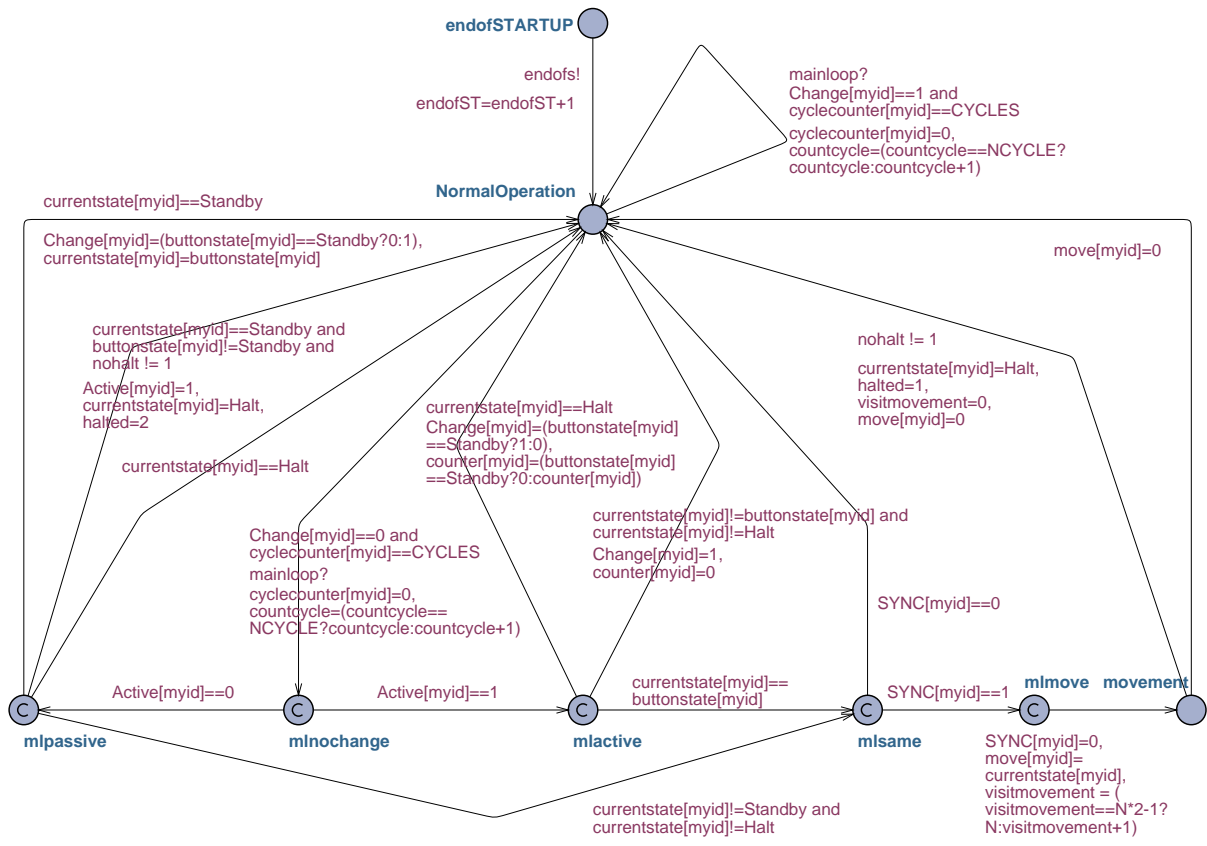 endofSTARTUP
endofs!
endofST=endofST+1
mainloop?
Change[myid]==1 and
cyclecounter[myid]==CYCLES
cyclecounter[myid]=0,
countcycle=(countcycle==NCYCLE?
countcycle:countcycle+1)
NormalOperation
currentstate[myid]==Standby
Change[myid]=(buttonstate[myid]==Standby?0:1),
currentstate[myid]=buttonstate[myid]
move[myid]=0
currentstate[myid]==Standby and
buttonstate[myid]!=Standby and
nohalt != 1
Active[myid]=1,
currentstate[myid]=Halt,
halted=2
nohalt != 1
currentstate[myid]=Halt,
halted=1,
visitmovement=0,
move[myid]=0
currentstate[myid]==Halt
Change[myid]=(buttonstate[myid]
==Standby?1:0),
counter[myid]=(buttonstate[myid]
==Standby?0:counter[myid])
currentstate[myid]==Halt
Change[myid]==0 and
cyclecounter[myid]==CYCLES
mainloop?
cyclecounter[myid]=0,
countcycle=(countcycle==
NCYCLE?countcycle:countcycle+1)
currentstate[myid]!=buttonstate[myid] and
currentstate[myid]!=Halt
Change[myid]=1,
counter[myid]=0
SYNC[myid]==0
Active[myid]==0
Active[myid]==1
currentstate[myid]==
buttonstate[myid]
SYNC[myid]==1
mlmove
movement
C
C
C
C
C
mlpassive
mlnochange
mlactive
mlsame
SYNC[myid]=0,
move[myid]=
currentstate[myid],
visitmovement = (
visitmovement==N*2-1?
N:visitmovement+1)
currentstate[myid]!=Standby and
currentstate[myid]!=Halt